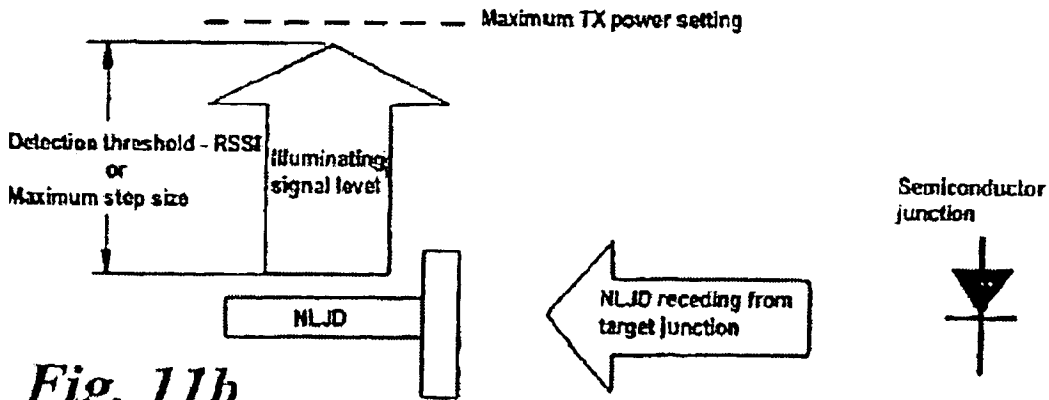 Maximum TX power setting
Detection threshold - RSSI
or
Maximum step size
Illuminating
signal level
Semiconductor
junction
NLJD
NLJD receding from
target junction
Fig. 11b